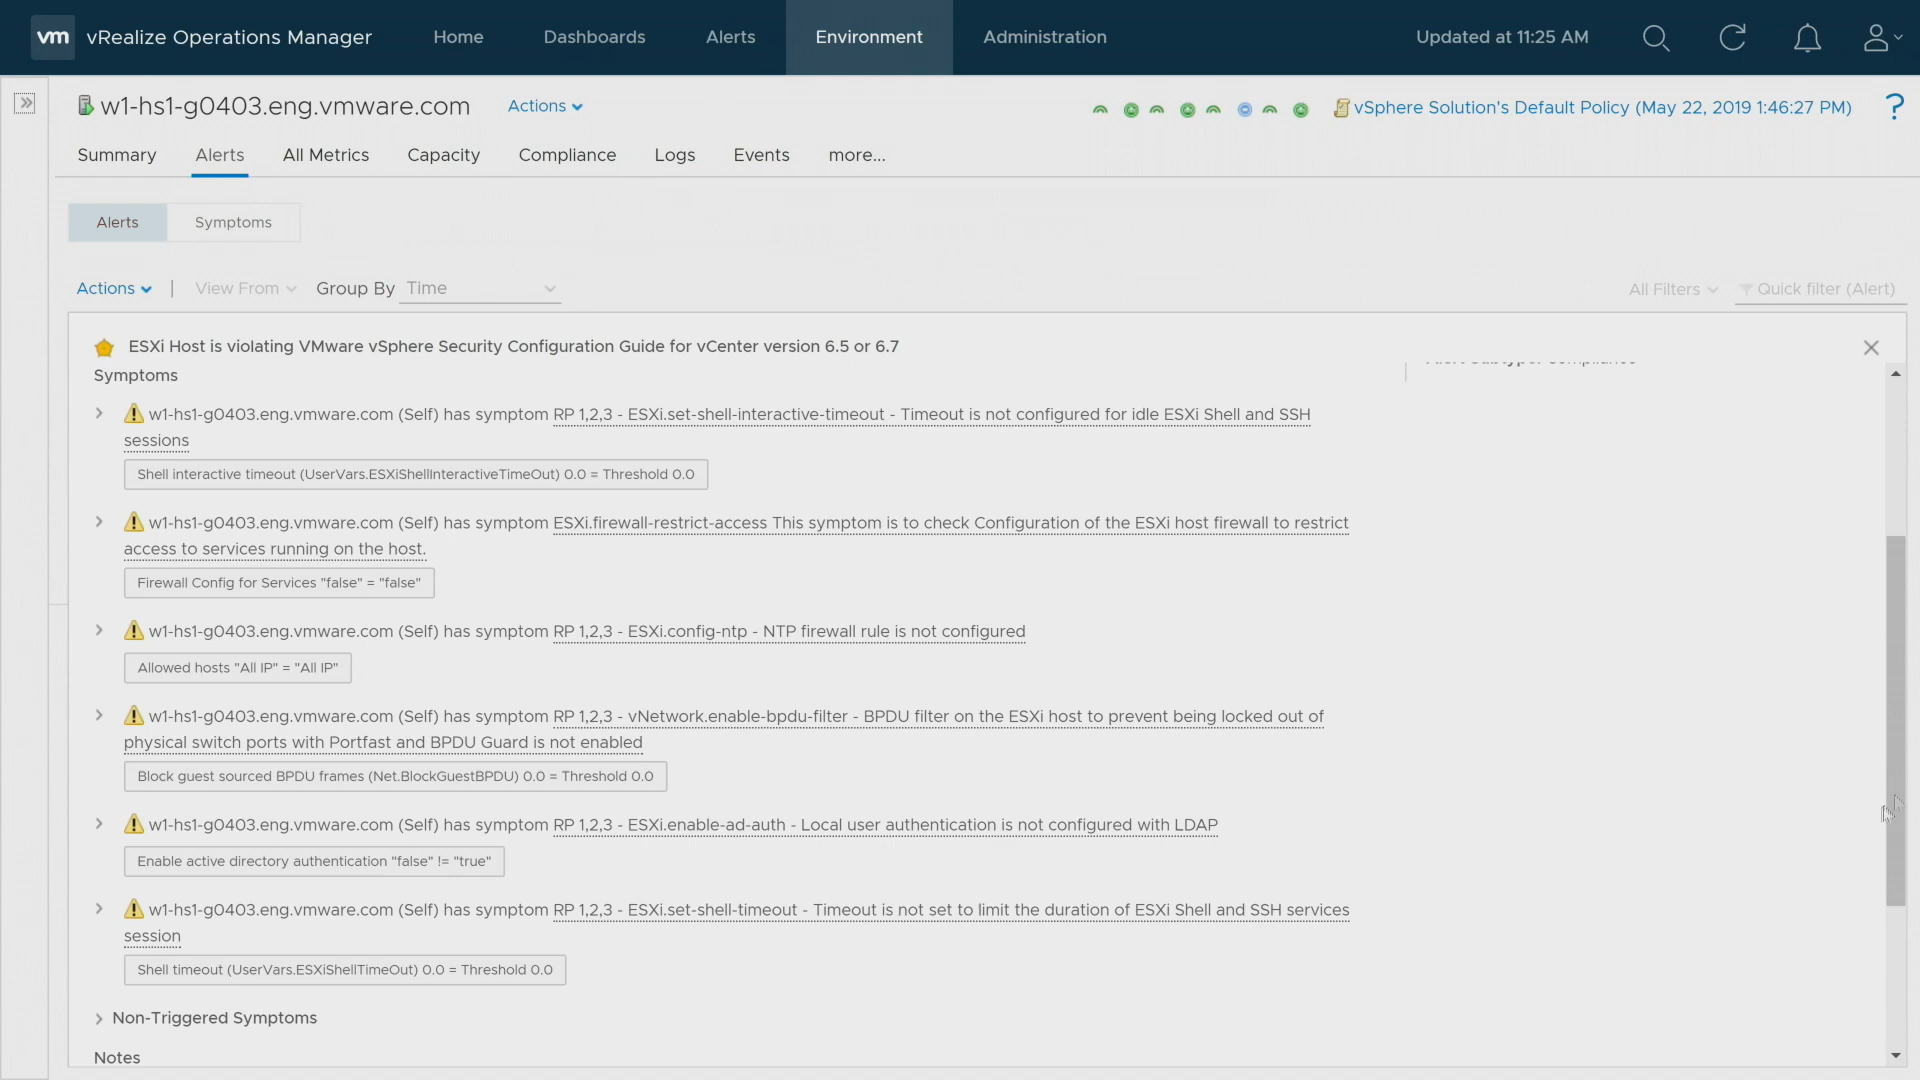 vm vRealize Operations Manager Home Dashboards Alerts Environment Administration Updated at 11:25 AM
w1-hs1-g0403.eng.vmware.com Actions vSphere Solution's Default Policy (May 22, 2019 1:46:27 PM) ?
Summary Alerts All Metrics Capacity Compliance Logs Events more...
Alerts Symptoms
Actions | View From Group By Time All Filters Quick filter (Alert)
ESXi Host is violating VMware vSphere Security Configuration Guide for vCenter version 6.5 or 6.7
Symptoms
w1-hs1-g0403.eng.vmware.com (Self) has symptom RP 1,2,3 - ESXi.set-shell-interactive-timeout - Timeout is not configured for idle ESXi Shell and SSH
sessions
Shell interactive timeout (UserVars.ESXiShellInteractiveTimeOut) 0.0 = Threshold 0.0
w1-hs1-g0403.eng.vmware.com (Self) has symptom ESXi.firewall-restrict-access This symptom is to check Configuration of the ESXi host firewall to restrict
access to services running on the host.
Firewall Config for Services "false" = "false"
w1-hs1-g0403.eng.vmware.com (Self) has symptom RP 1,2,3 - ESXi.config-ntp - NTP firewall rule is not configured
Allowed hosts "All IP" = "All IP"
w1-hs1-g0403.eng.vmware.com (Self) has symptom RP 1,2,3 - vNetwork.enable-bpdu-filter - BPDU filter on the ESXi host to prevent being locked out of
physical switch ports with Portfast and BPDU Guard is not enabled
Block guest sourced BPDU frames (Net.BlockGuestBPDU) 0.0 = Threshold 0.0
w1-hs1-g0403.eng.vmware.com (Self) has symptom RP 1,2,3 - ESXi.enable-ad-auth - Local user authentication is not configured with LDAP
Enable active directory authentication "false" != "true"
w1-hs1-g0403.eng.vmware.com (Self) has symptom RP 1,2,3 - ESXi.set-shell-timeout - Timeout is not set to limit the duration of ESXi Shell and SSH services
session
Shell timeout (UserVars.ESXiShellTimeOut) 0.0 = Threshold 0.0
Non-Triggered Symptoms
Notes